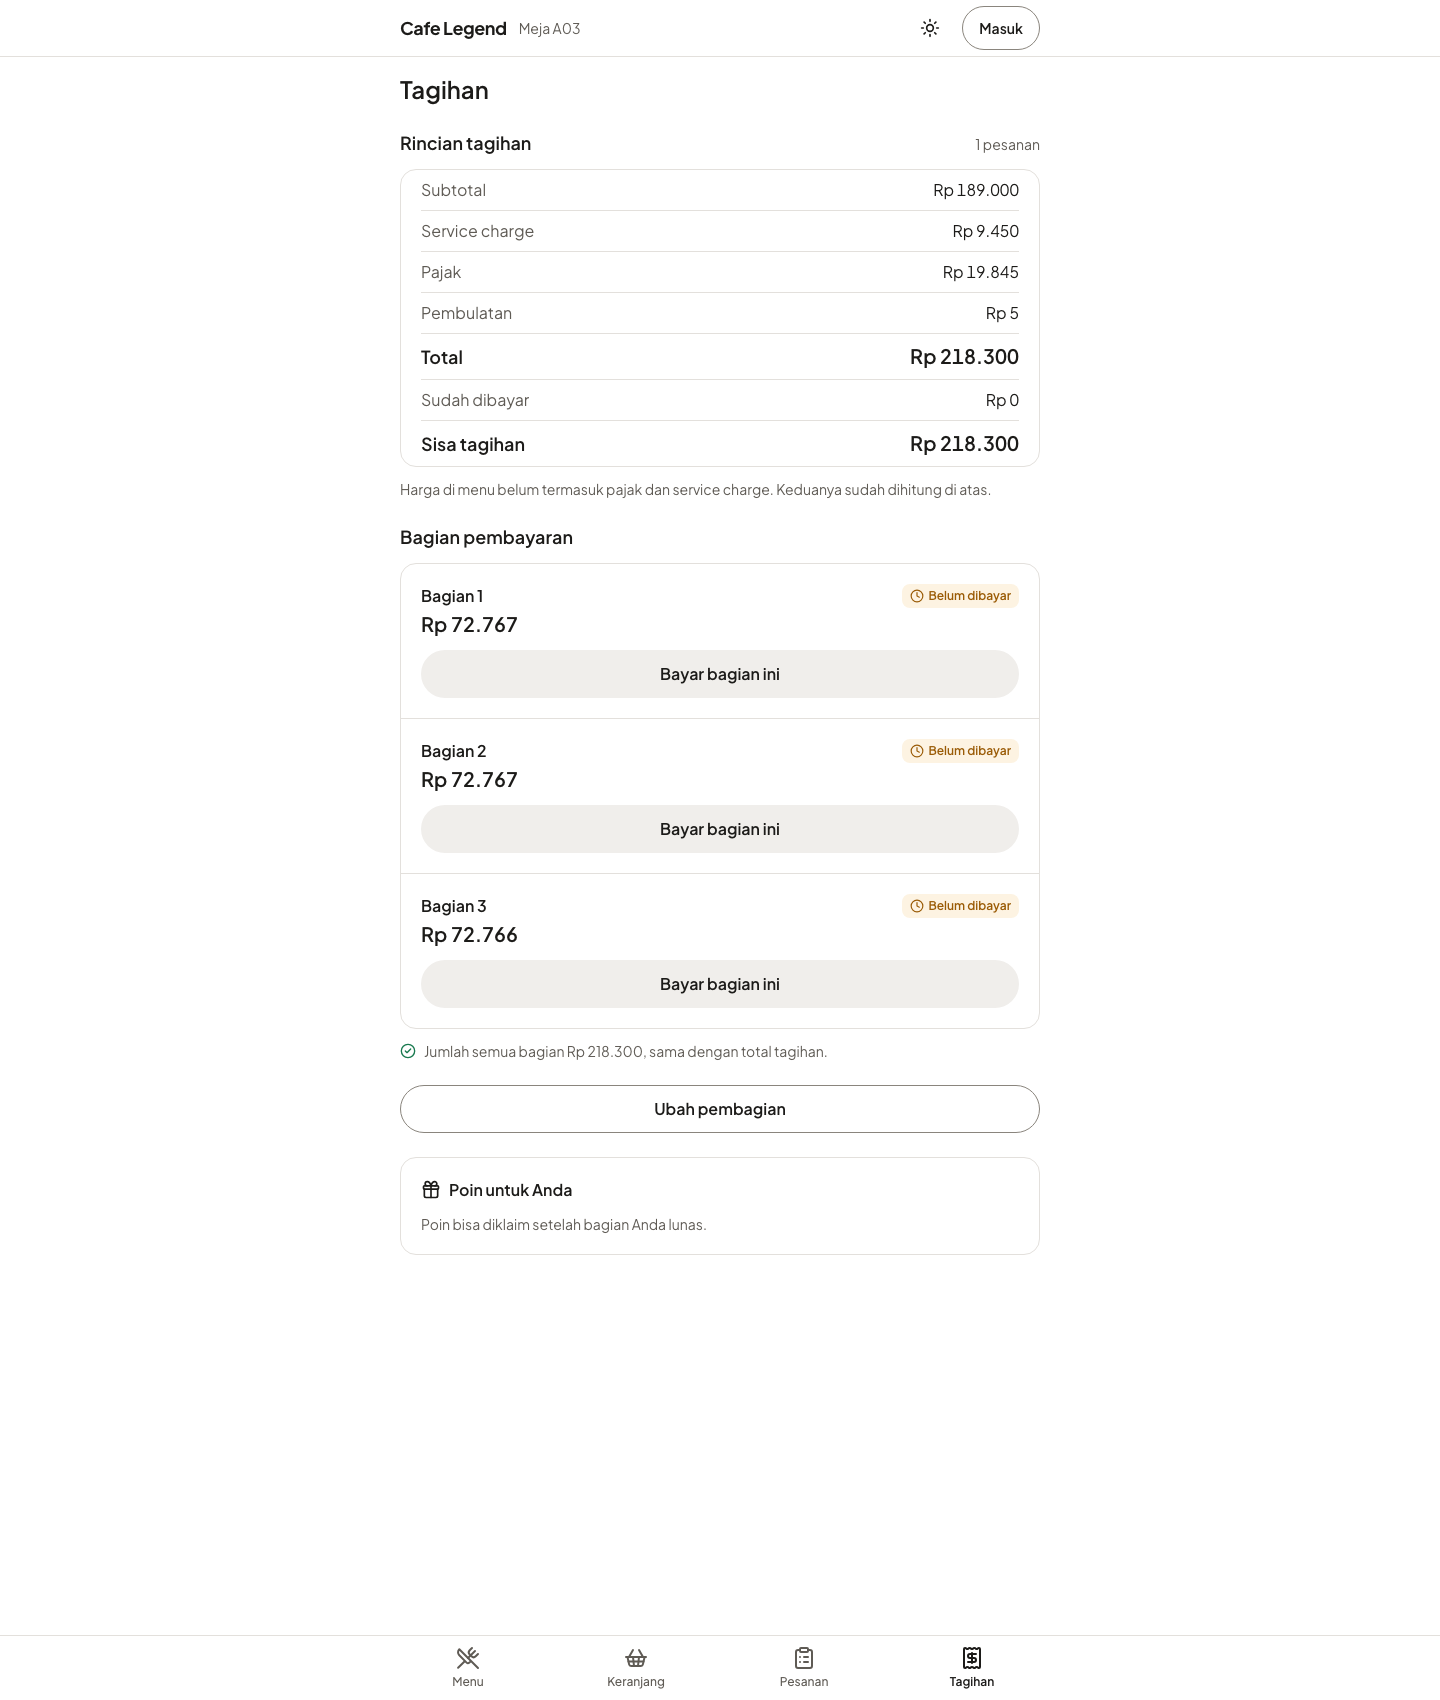 Cafe Legend Meja A03 Masuk
Tagihan
Rincian tagihan 1 pesanan
Subtotal Rp 189.000
Service charge Rp 9.450
Pajak Rp 19.845
Pembulatan Rp 5
Total Rp 218.300
Sudah dibayar Rp 0
Sisa tagihan Rp 218.300
Harga di menu belum termasuk pajak dan service charge. Keduanya sudah dihitung di atas.
Bagian pembayaran
Bagian 1 Belum dibayar
Rp 72.767
Bayar bagian ini
Bagian 2 Belum dibayar
Rp 72.767
Bayar bagian ini
Bagian 3 Belum dibayar
Rp 72.766
Bayar bagian ini
Jumlah semua bagian Rp 218.300, sama dengan total tagihan.
Ubah pembagian
Poin untuk Anda
Poin bisa diklaim setelah bagian Anda lunas.
Menu Keranjang Pesanan Tagihan